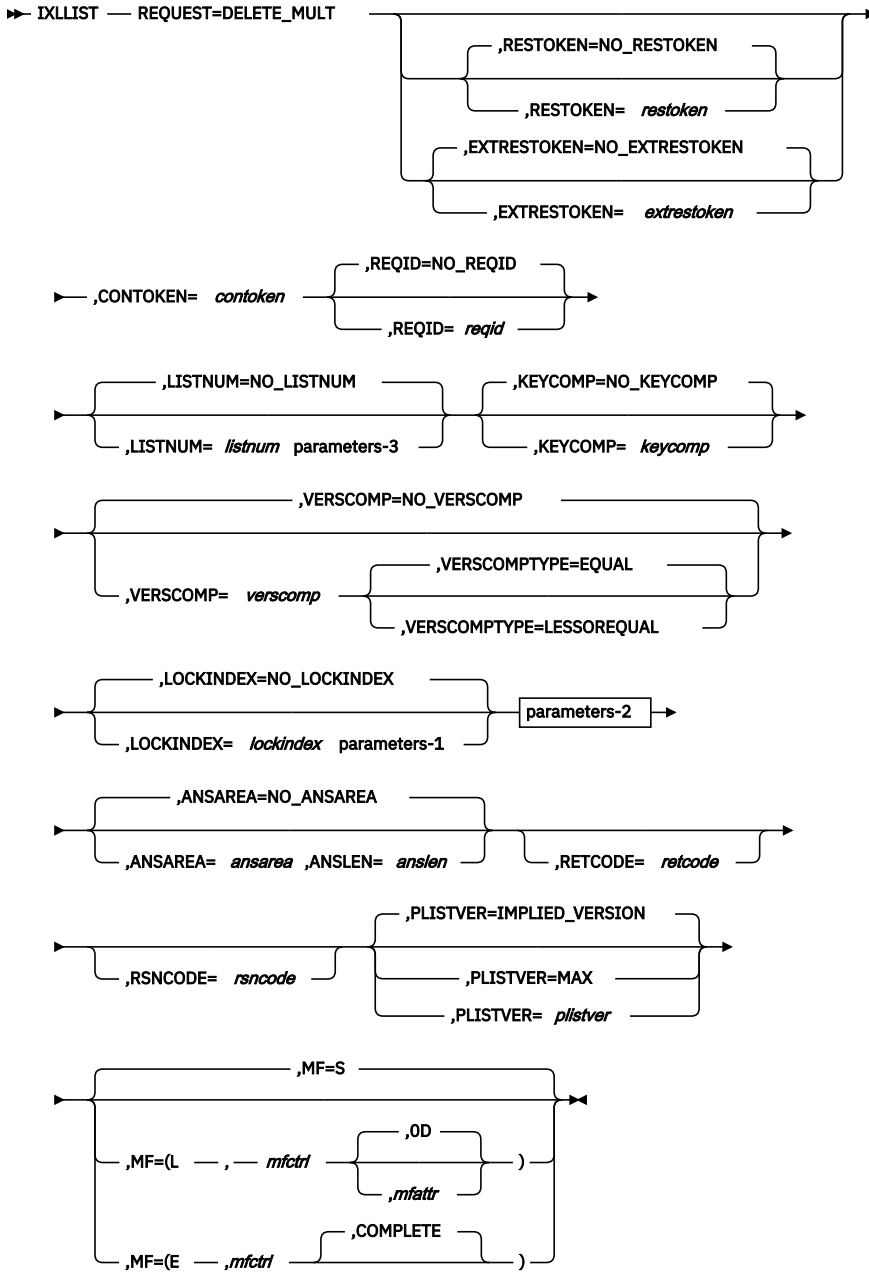 IXLLIST REQUEST=DELETE_MULT
,RESTOKEN=NO_RESTOKEN
,RESTOKEN= restoken
,EXTRESTOKEN=NO_EXTRESTOKEN
,EXTRESTOKEN= extrestoken
,REQID=NO_REQID
,CONTOKEN= contoken
,REQID= reqid
,LISTNUM=NO_LISTNUM ,KEYCOMP=NO_KEYCOMP
,LISTNUM= listnum parameters-3 ,KEYCOMP= keycomp
,VERSCOMP=NO_VERSCOMP
,VERSCOMPTYPE=EQUAL
,VERSCOMP= verscomp
,VERSCOMPTYPE=LESSOREQUAL
,LOCKINDEX=NO_LOCKINDEX
parameters-2
,LOCKINDEX= lockindex parameters-1
,ANSAREA=NO_ANSAREA
,ANSAREA= ansarea ,ANSLEN= anslen ,RETCODE= retcode
,PLISTVER=IMPLIED_VERSION
,RSNCODE= rsncode ,PLISTVER=MAX
,PLISTVER= plistver
,MF=S
,0D
,MF=(L , mfctrl )
,mfattr
,COMPLETE
,MF=(E ,mfctrl )